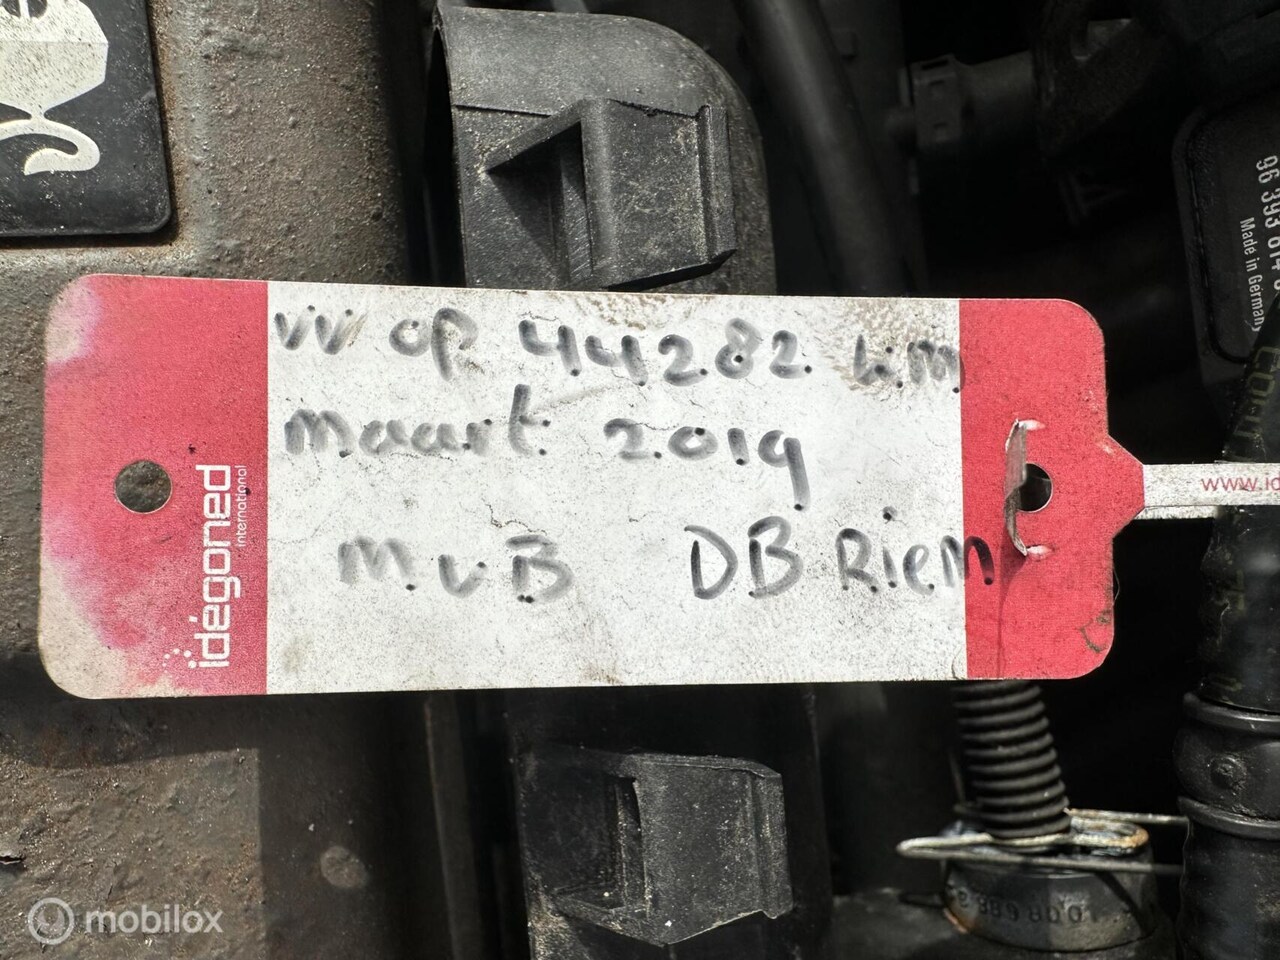 VV op 44282 km
maart 2019
M v B DB Riem
idégoned
international
www.id
Made in Germany
mobilox